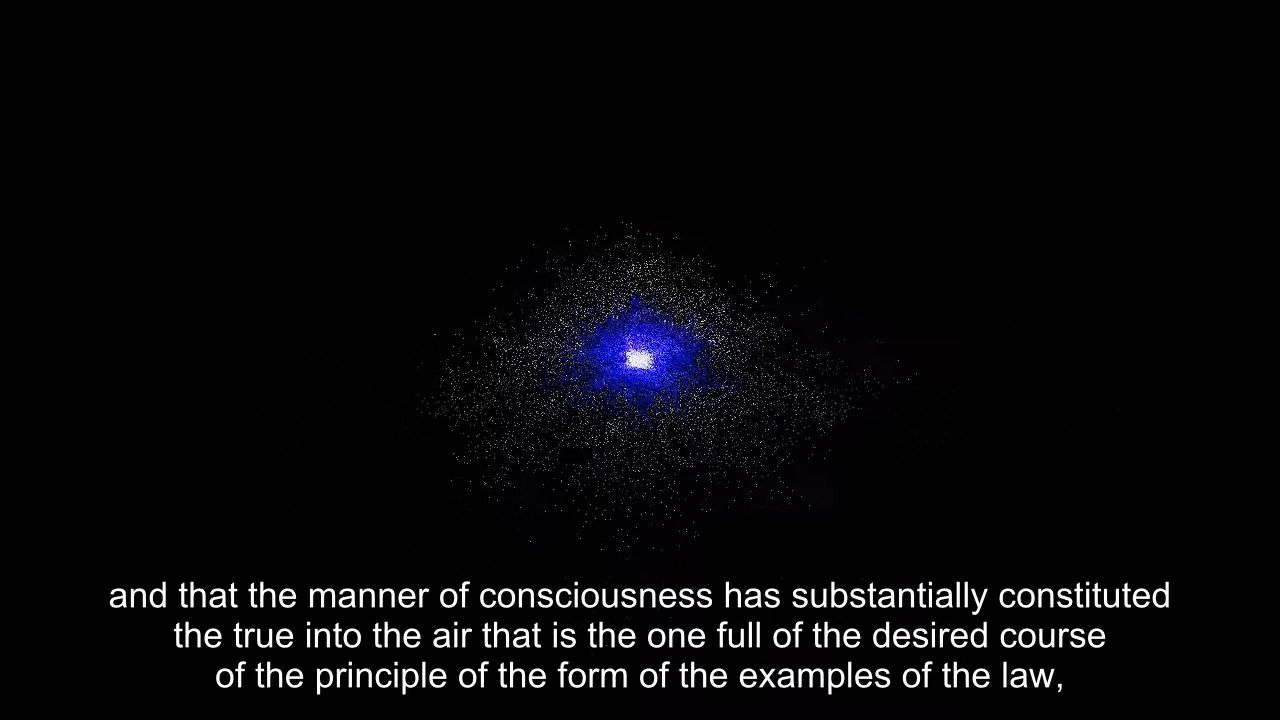 and that the manner of consciousness has substantially constituted
the true into the air that is the one full of the desired course
of the principle of the form of the examples of the law,